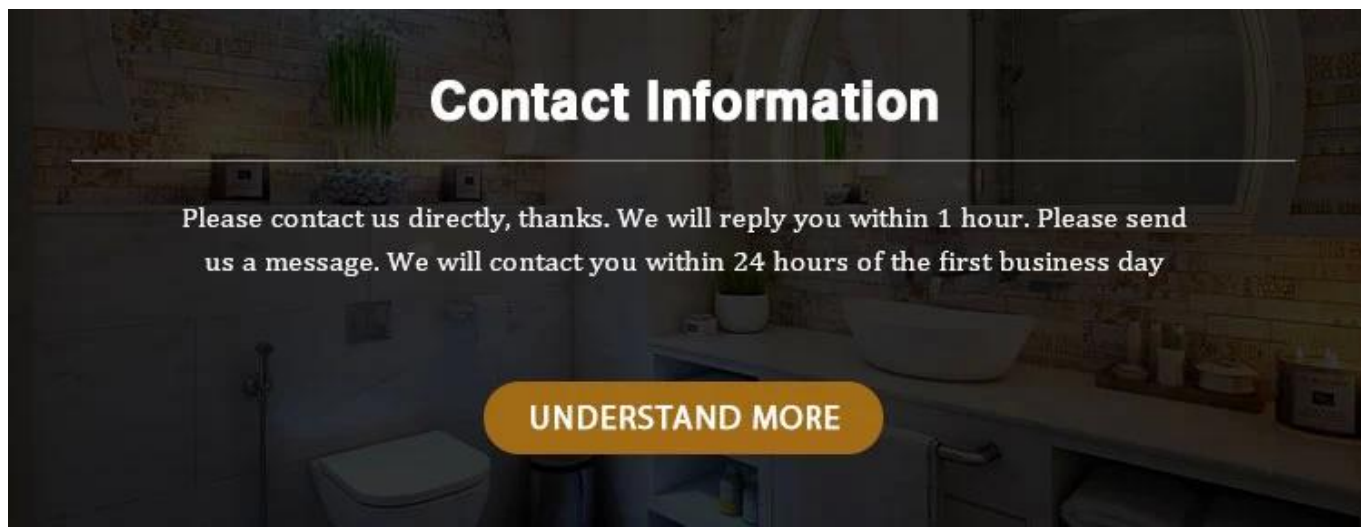 Contact Information
Please contact us directly, thanks. We will reply you within 1 hour. Please send
us a message. We will contact you within 24 hours of the first business day
UNDERSTAND MORE